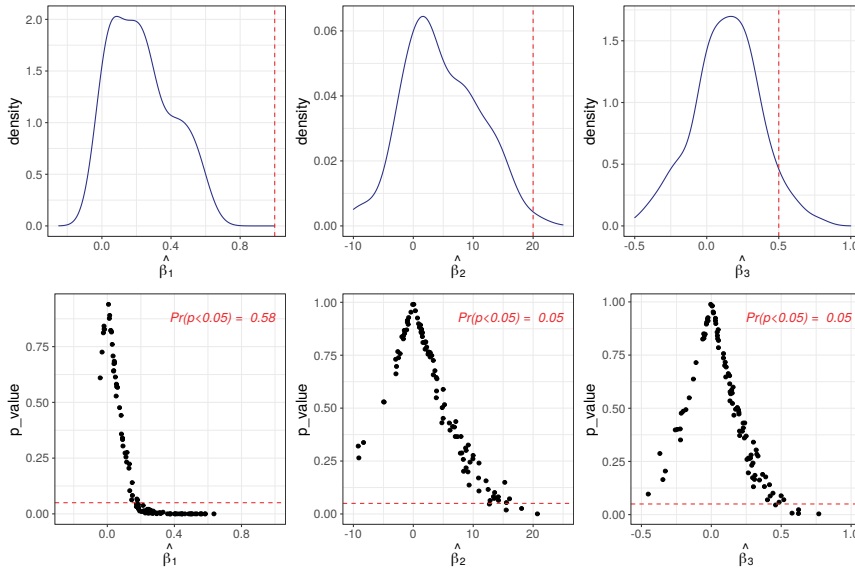 2.0
1.5
1.0
0.5
0.0
density
0.0 0.4 0.8
β̂1
0.06
0.04
0.02
0.00
density
-10 0 10 20
β̂2
1.5
1.0
0.5
0.0
density
-0.5 0.0 0.5 1.0
β̂3
0.75
0.50
0.25
0.00
p_value
Pr(p<0.05) = 0.58
0.0 0.4 0.8
β̂1
1.00
0.75
0.50
0.25
0.00
p_value
Pr(p<0.05) = 0.05
-10 0 10 20
β̂2
1.00
0.75
0.50
0.25
0.00
p_value
Pr(p<0.05) = 0.05
-0.5 0.0 0.5 1.0
β̂3